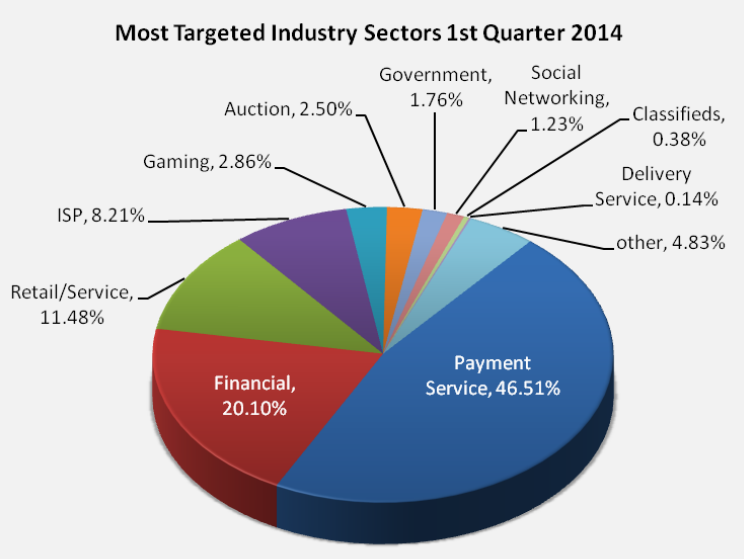 Most Targeted Industry Sectors 1st Quarter 2014
Government,
1.76%
Social
Networking,
1.23%
Auction, 2.50%
Classifieds,
0.38%
Gaming, 2.86%
Delivery
Service, 0.14%
ISP, 8.21%
other, 4.83%
Retail/Service,
11.48%
Payment
Service, 46.51%
Financial,
20.10%